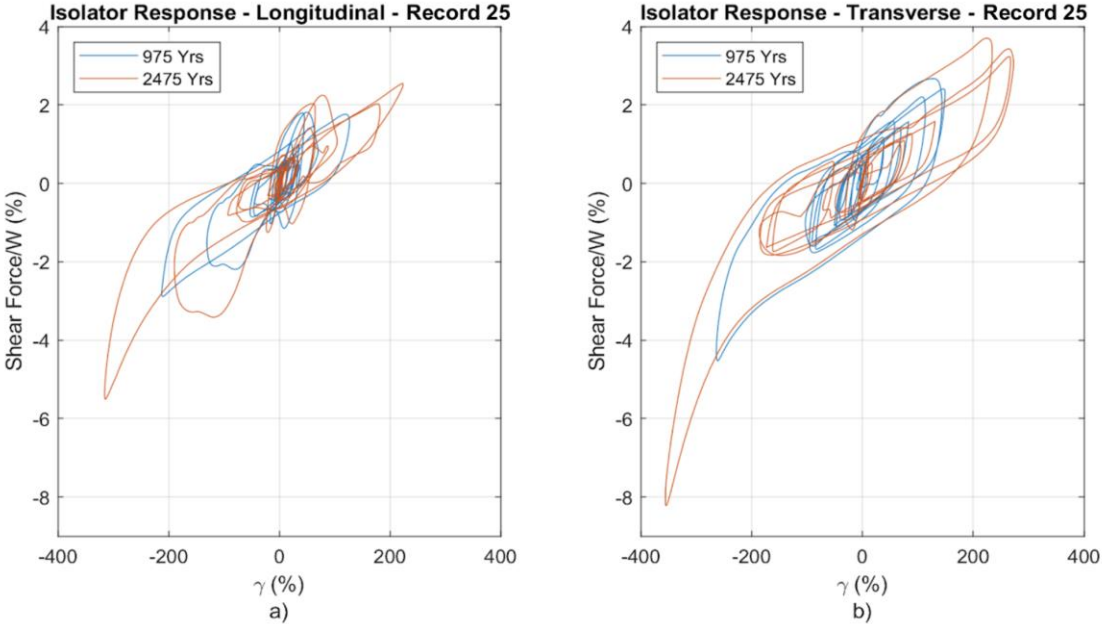 Isolator Response - Longitudinal - Record 25
975 Yrs
2475 Yrs
4
2
0
-2
-4
-6
-8
Shear Force/W (%)
-400 -200 0 200 400
γ (%)
a)
Isolator Response - Transverse - Record 25
975 Yrs
2475 Yrs
4
2
0
-2
-4
-6
-8
Shear Force/W (%)
-400 -200 0 200 400
γ (%)
b)